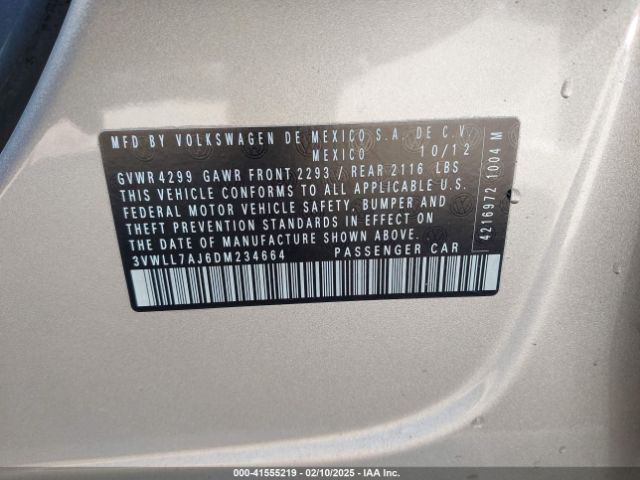 MFD BY VOLKSWAGEN DE MEXICO S.A. DE C.V.
MEXICO 10/12
GVWR 4299 GAWR FRONT 2293 / REAR 2116 LBS
THIS VEHICLE CONFORMS TO ALL APPLICABLE U.S.
FEDERAL MOTOR VEHICLE SAFETY, BUMPER AND
THEFT PREVENTION STANDARDS IN EFFECT ON
THE DATE OF MANUFACTURE SHOWN ABOVE.
3VWLL7AJ6DM234664 PASSENGER CAR
4216972 1004 M
000-41555219 - 02/10/2025 - IAA Inc.